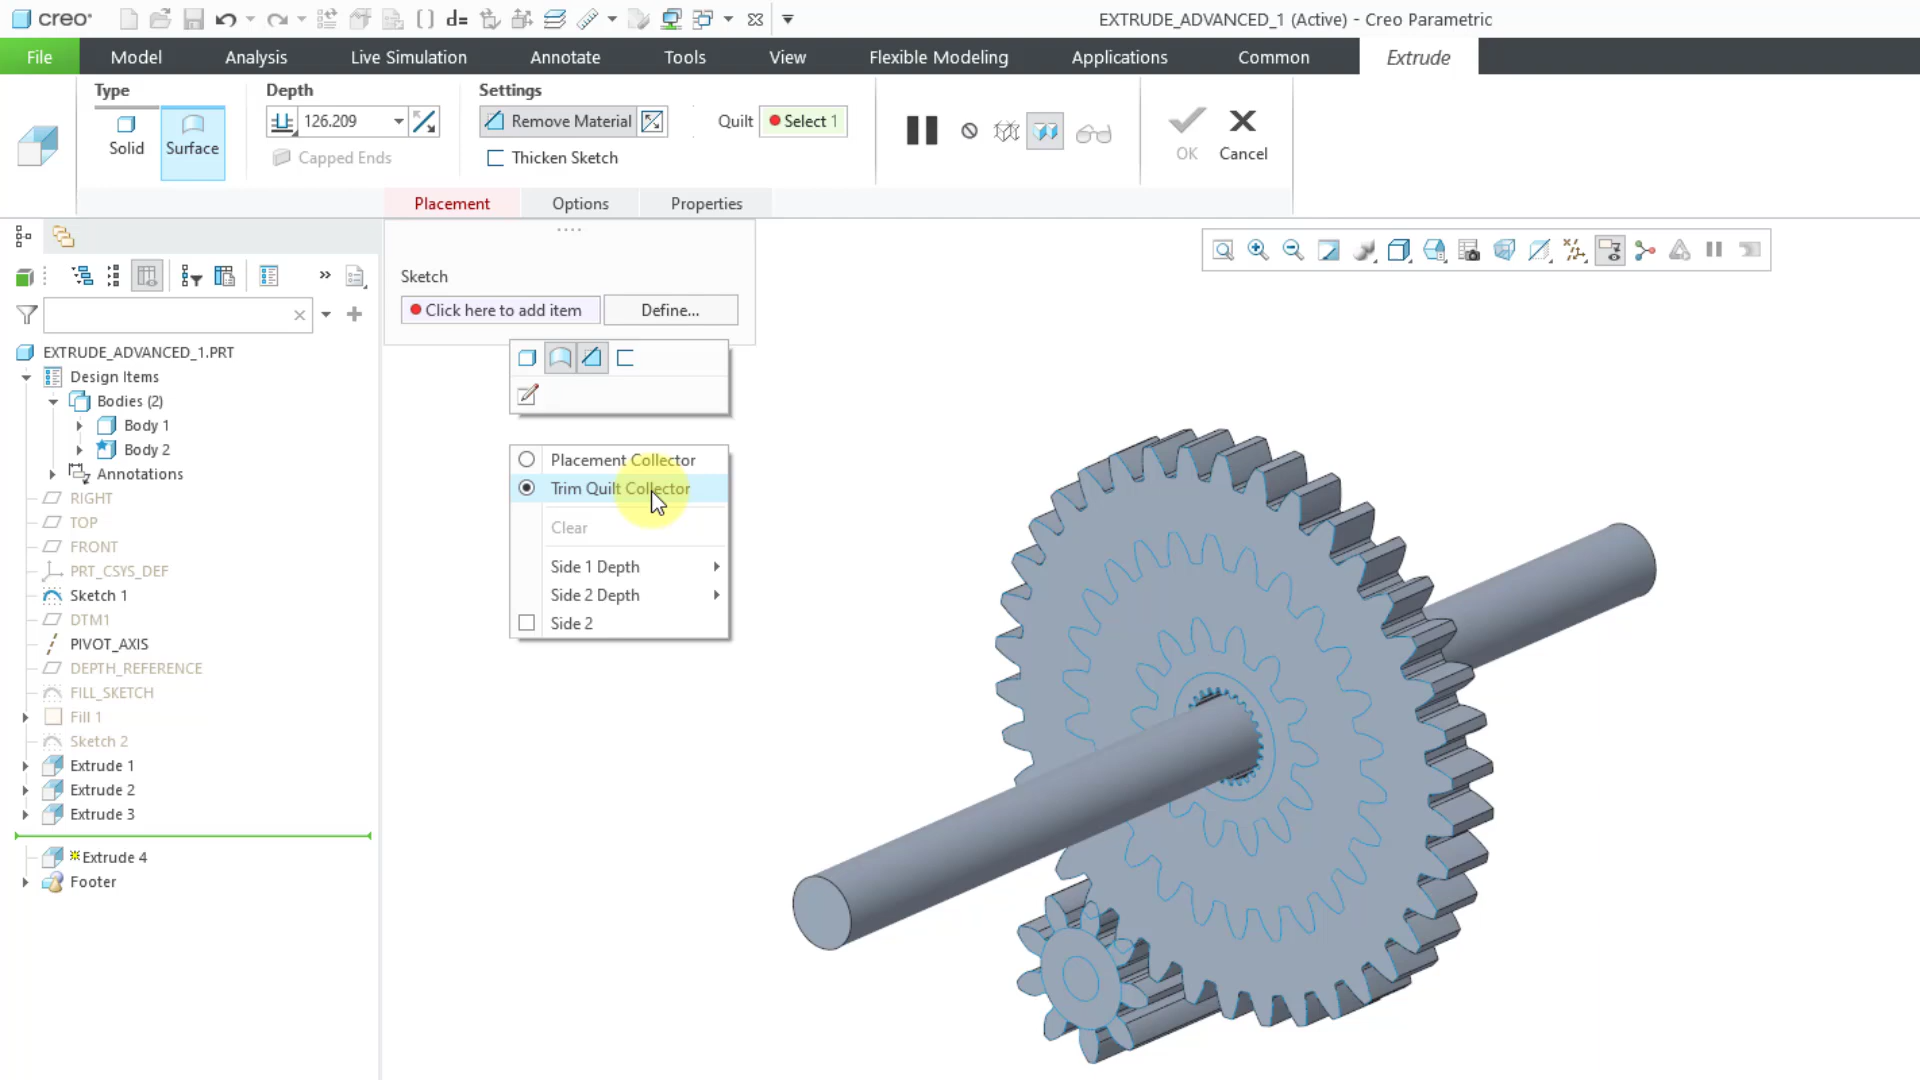 creo
EXTRUDE_ADVANCED_1 (Active) - Creo Parametric
File
Model
Analysis
Live Simulation
Annotate
Tools
View
Flexible Modeling
Applications
Common
Extrude
Type
Solid
Surface
Depth
126.209
Capped Ends
Settings
Remove Material
Thicken Sketch
Quilt
Select 1
OK
Cancel
Placement
Options
Properties
Sketch
Click here to add item
Define...
Placement Collector
Trim Quilt Collector
Clear
Side 1 Depth
Side 2 Depth
Side 2
EXTRUDE_ADVANCED_1.PRT
Design Items
Bodies (2)
Body 1
Body 2
Annotations
RIGHT
TOP
FRONT
PRT_CSYS_DEF
Sketch 1
DTM1
PIVOT_AXIS
DEPTH_REFERENCE
FILL_SKETCH
Fill 1
Sketch 2
Extrude 1
Extrude 2
Extrude 3
Extrude 4
Footer